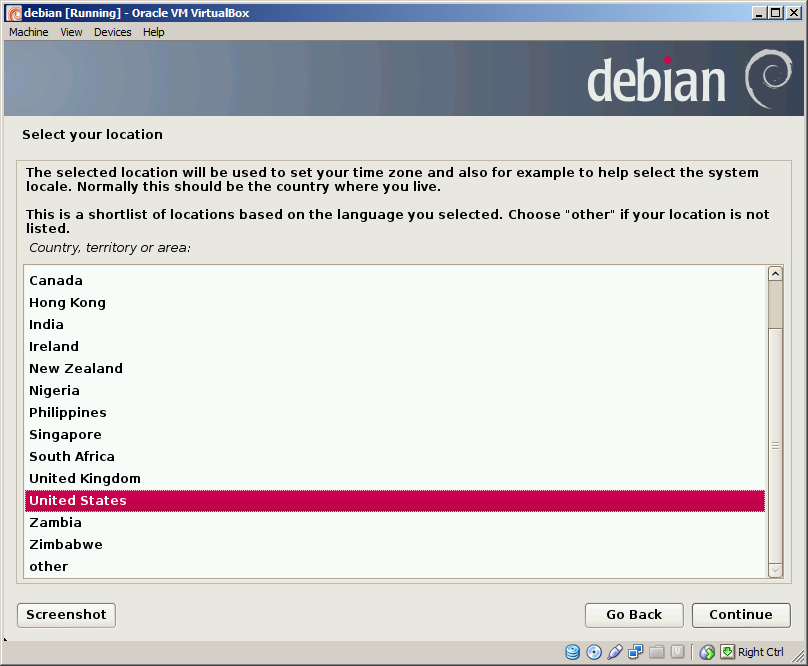 debian [Running] - Oracle VM VirtualBox
Machine View Devices Help
debian
Select your location
The selected location will be used to set your time zone and also for example to help select the system
locale. Normally this should be the country where you live.
This is a shortlist of locations based on the language you selected. Choose "other" if your location is not
listed.
Country, territory or area:
Canada
Hong Kong
India
Ireland
New Zealand
Nigeria
Philippines
Singapore
South Africa
United Kingdom
United States
Zambia
Zimbabwe
other
Screenshot Go Back Continue
Right Ctrl